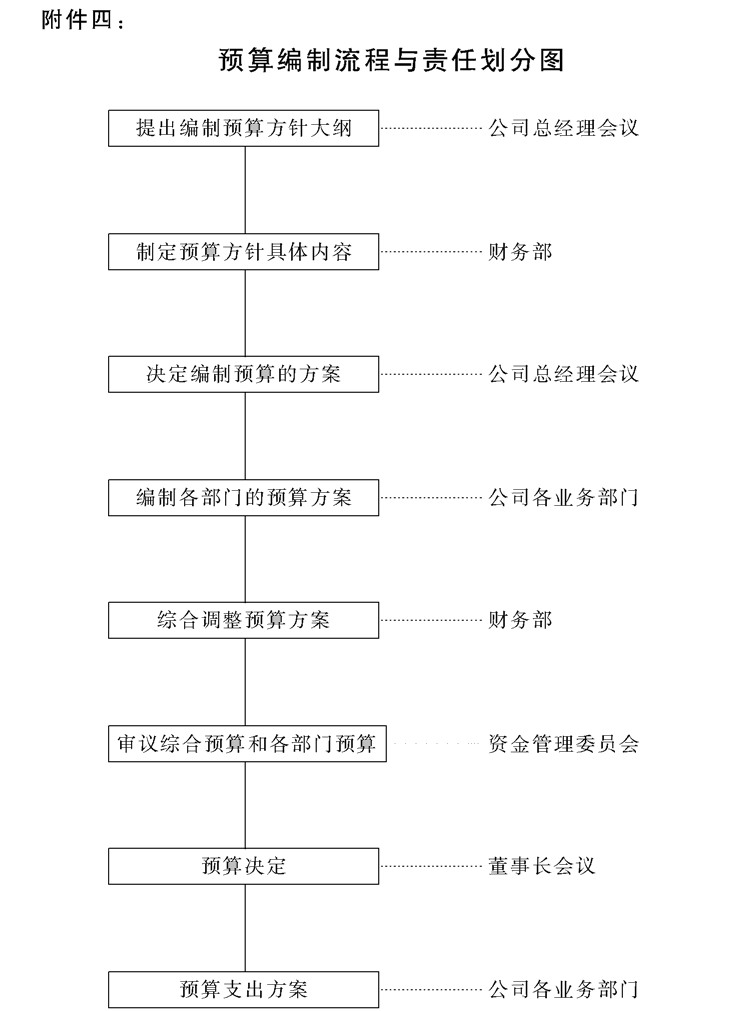 附件四：
预算编制流程与责任划分图
提出编制预算方针大纲 公司总经理会议
制定预算方针具体内容 财务部
决定编制预算的方案 公司总经理会议
编制各部门的预算方案 公司各业务部门
综合调整预算方案 财务部
审议综合预算和各部门预算 资金管理委员会
预算决定 董事长会议
预算支出方案 公司各业务部门